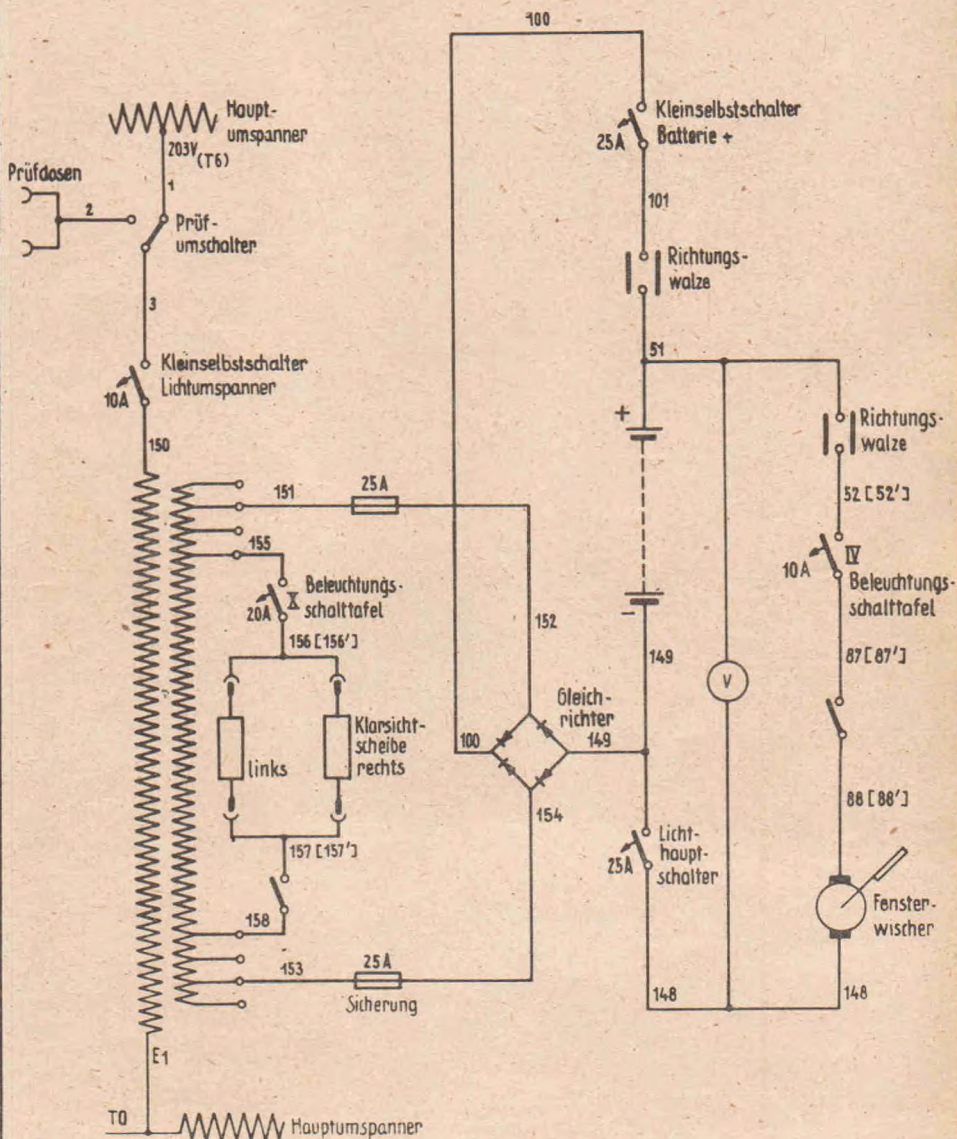 100
Haupt-
umspanner
203V
(T6)
Prüfdosen
1
2
Prüf-
umschalter
3
Kleinselbstschalter
Lichtumspanner
10A
150
Kleinselbstschalter
Batterie +
25A
101
Richtungs-
walze
51
+
-
Richtungs-
walze
52 [52']
10A
IV
Beleuchtungs-
schalttafel
87 [87']
88 [88']
V
Fenster-
wischer
148
148
149
149
151
25A
155
Beleuchtungs-
schalttafel
X
20A
156 [156']
152
links
Klarsicht-
scheibe
rechts
Gleich-
richter
100
154
157 [157']
158
153
25A
Sicherung
Licht-
haupt-
schalter
25A
E1
T0
Hauptumspanner